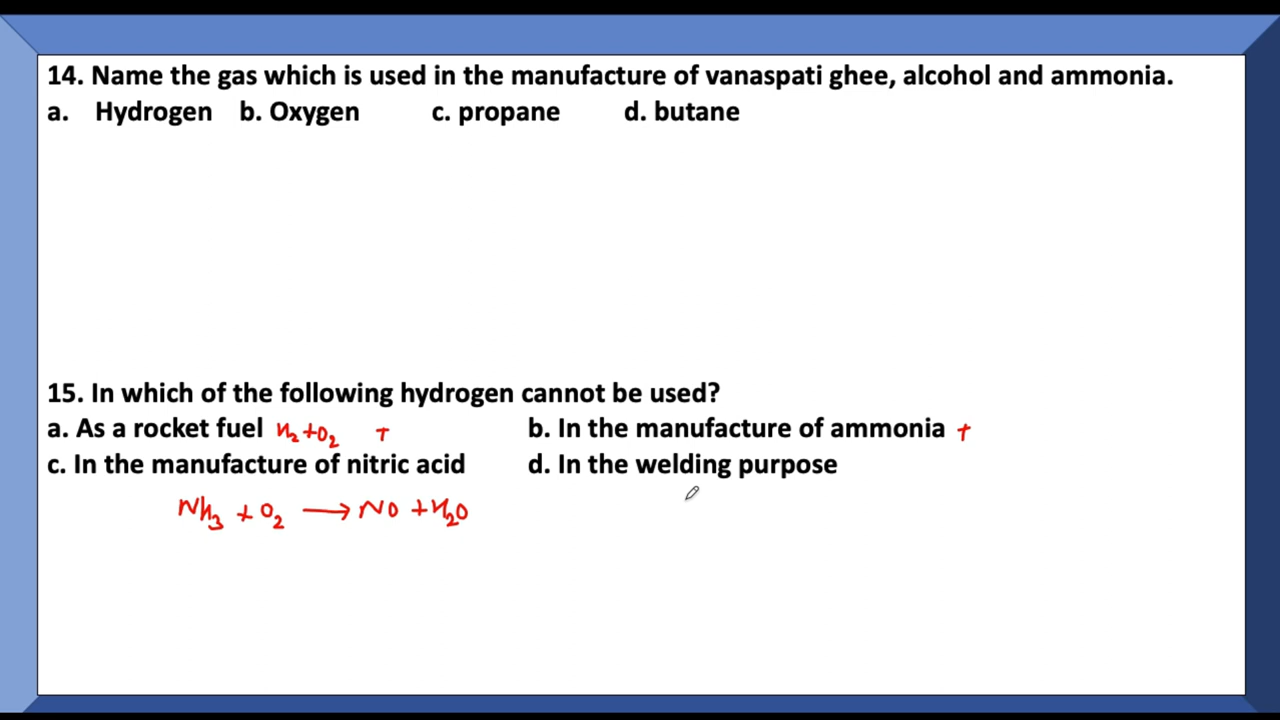 14. Name the gas which is used in the manufacture of vanaspati ghee, alcohol and ammonia.
a. Hydrogen b. Oxygen c. propane d. butane
15. In which of the following hydrogen cannot be used?
a. As a rocket fuel H₂+O₂ T b. In the manufacture of ammonia T
c. In the manufacture of nitric acid d. In the welding purpose
NH₃ + O₂ → NO + H₂O